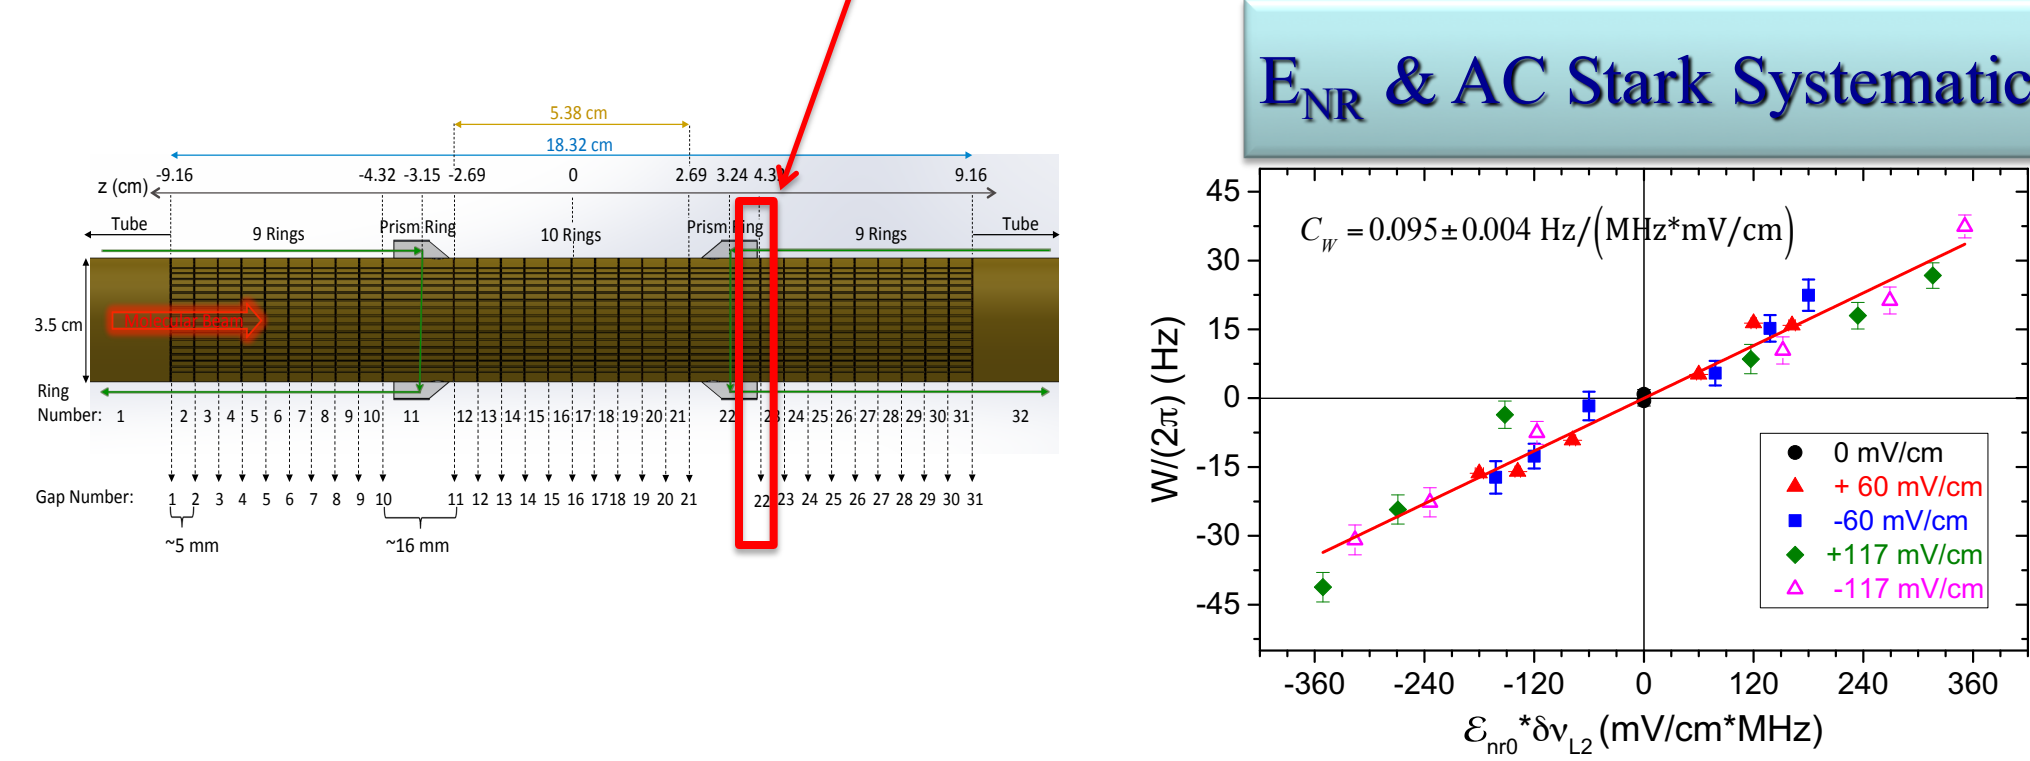 5.38 cm
18.32 cm
z (cm)
-9.16 -4.32 -3.15 -2.69 0 2.69 3.24 9.16
Tube 9 Rings Prism Ring 10 Rings Prism Ring 9 Rings Tube
Molecular Beam
3.5 cm
Ring
Number: 1 2 3 4 5 6 7 8 9 10 11 12 13 14 15 16 17 18 19 20 21 22 23 24 25 26 27 28 29 30 31 32
Gap Number: 1 2 3 4 5 6 7 8 9 10 11 12 13 14 15 16 17 18 19 20 21 22 23 24 25 26 27 28 29 30 31
~5 mm ~16 mm
E_NR & AC Stark Systematic
C_W = 0.095±0.004 Hz/(MHz*mV/cm)
W/(2π) (Hz)
45
30
15
0
-15
-30
-45
0 mV/cm
+ 60 mV/cm
-60 mV/cm
+117 mV/cm
-117 mV/cm
-360 -240 -120 0 120 240 360
ℰ_nr0*δν_L2 (mV/cm*MHz)